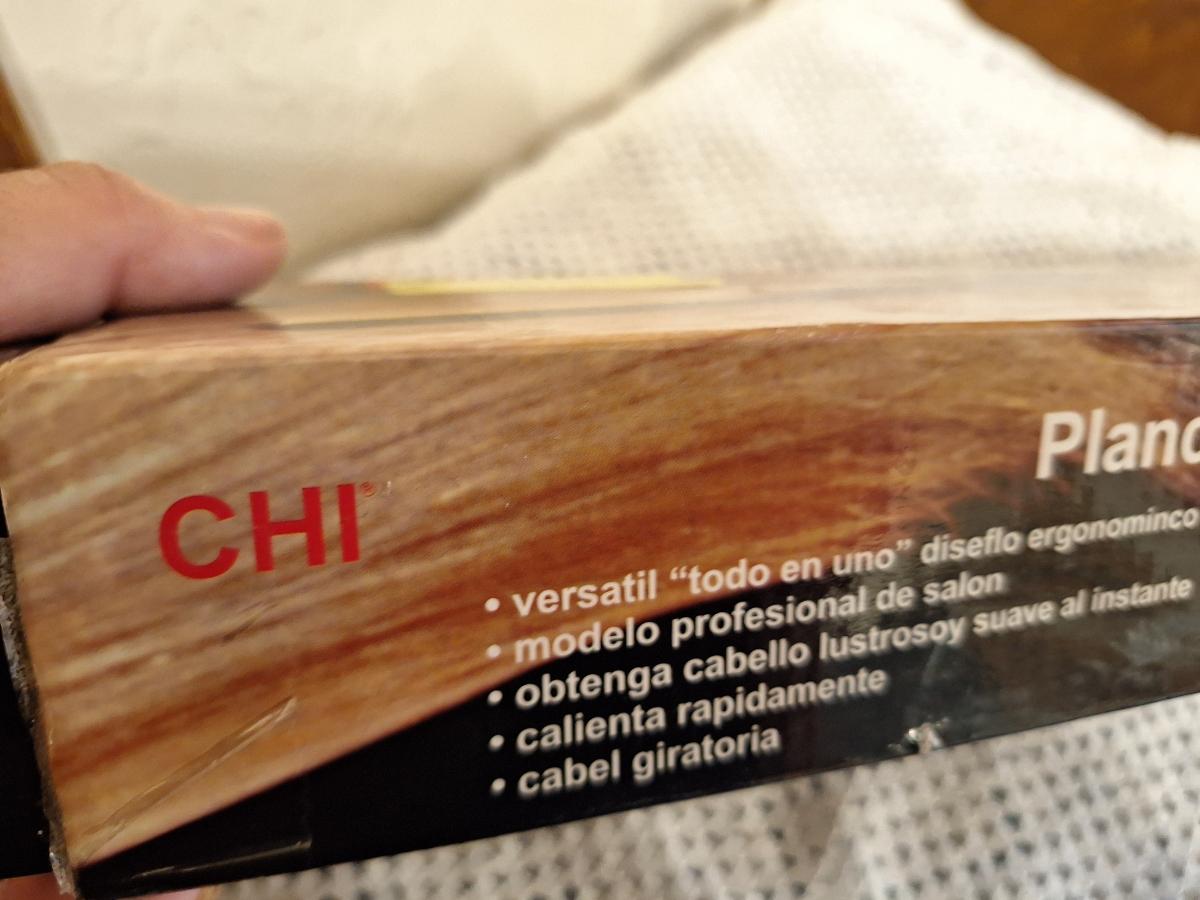 CHI®
Planc
• versatil “todo en uno” diseflo ergonominco
• modelo profesional de salon
• obtenga cabello lustrosoy suave al instante
• calienta rapidamente
• cabel giratoria